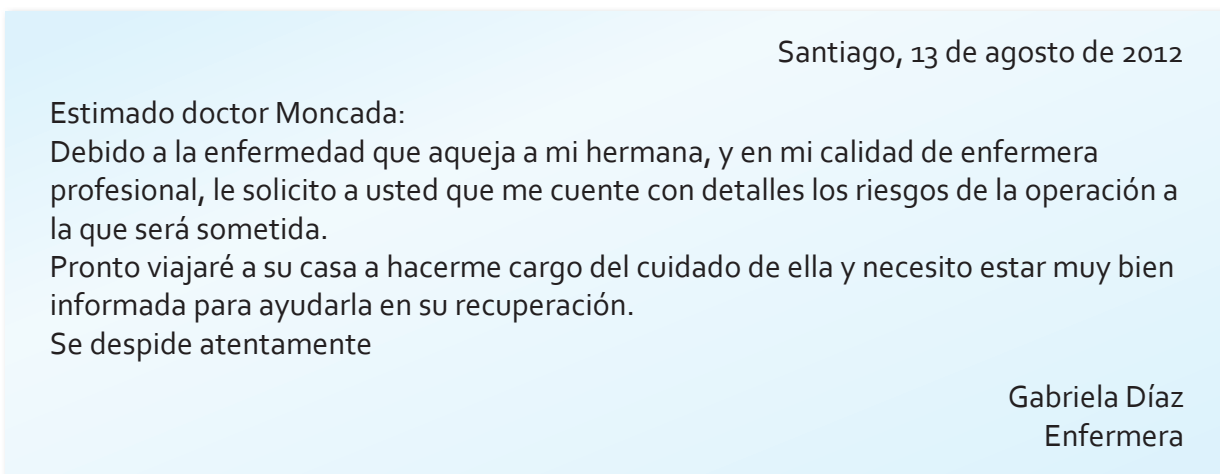 Santiago, 13 de agosto de 2012
Estimado doctor Moncada:
Debido a la enfermedad que aqueja a mi hermana, y en mi calidad de enfermera
profesional, le solicito a usted que me cuente con detalles los riesgos de la operación a
la que será sometida.
Pronto viajaré a su casa a hacerme cargo del cuidado de ella y necesito estar muy bien
informada para ayudarla en su recuperación.
Se despide atentamente
Gabriela Díaz
Enfermera